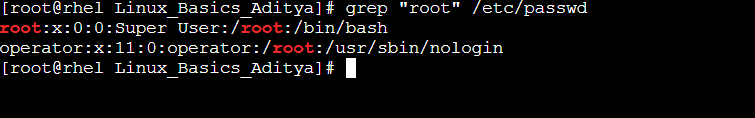 [root@rhel Linux_Basics_Aditya]# grep "root" /etc/passwd
root:x:0:0:Super User:/root:/bin/bash
operator:x:11:0:operator:/root:/usr/sbin/nologin
[root@rhel Linux_Basics_Aditya]#